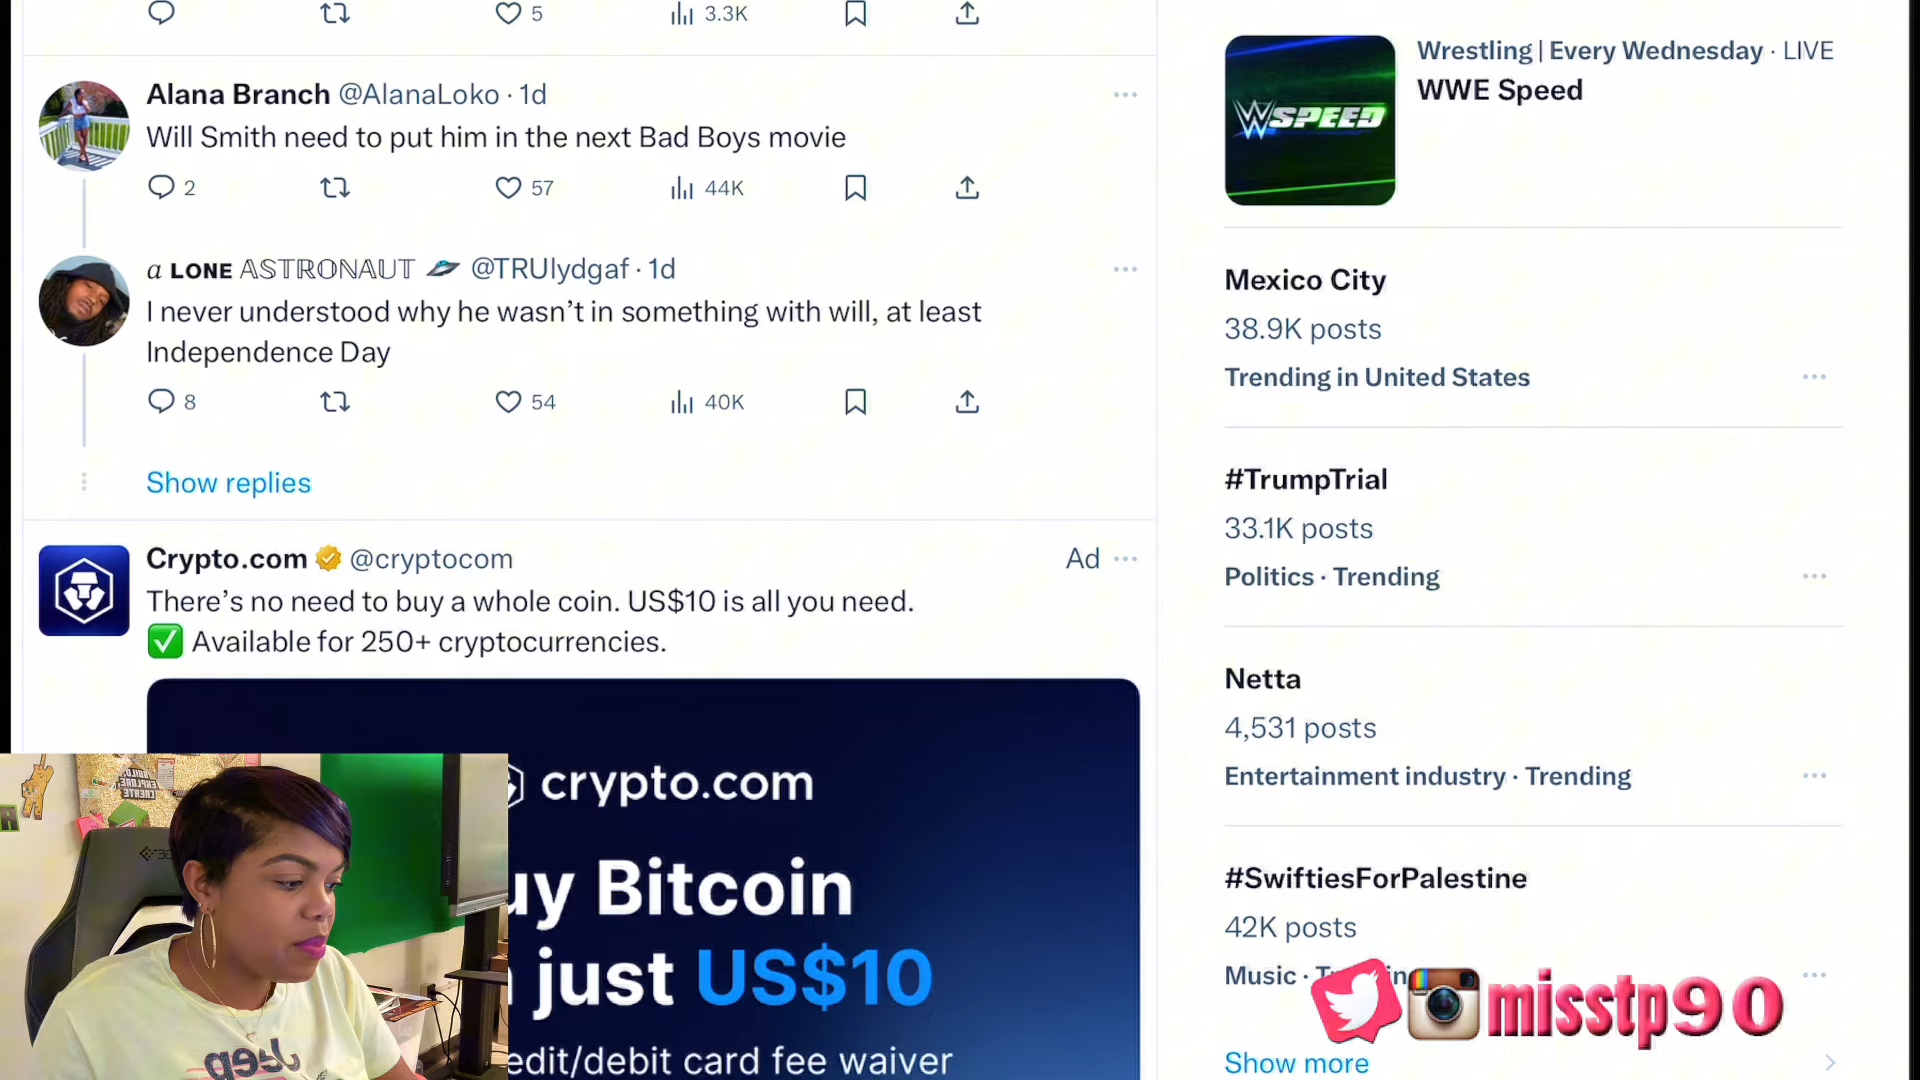 5
3.3K
Alana Branch @AlanaLoko · 1d
Will Smith need to put him in the next Bad Boys movie
2
57
44K
a LONE ASTRONAUT @TRUlydgaf · 1d
I never understood why he wasn't in something with will, at least
Independence Day
8
54
40K
Show replies
Crypto.com @cryptocom
Ad
There's no need to buy a whole coin. US$10 is all you need.
✅ Available for 250+ cryptocurrencies.
crypto.com
uy Bitcoin
just US$10
edit/debit card fee waiver
BUILD
EXPLORE
CREATE
Jeep
Wrestling | Every Wednesday · LIVE
WWE Speed
SPEED
Mexico City
38.9K posts
Trending in United States
#TrumpTrial
33.1K posts
Politics · Trending
Netta
4,531 posts
Entertainment industry · Trending
#SwiftiesForPalestine
42K posts
Music ·
misstp90
Show more